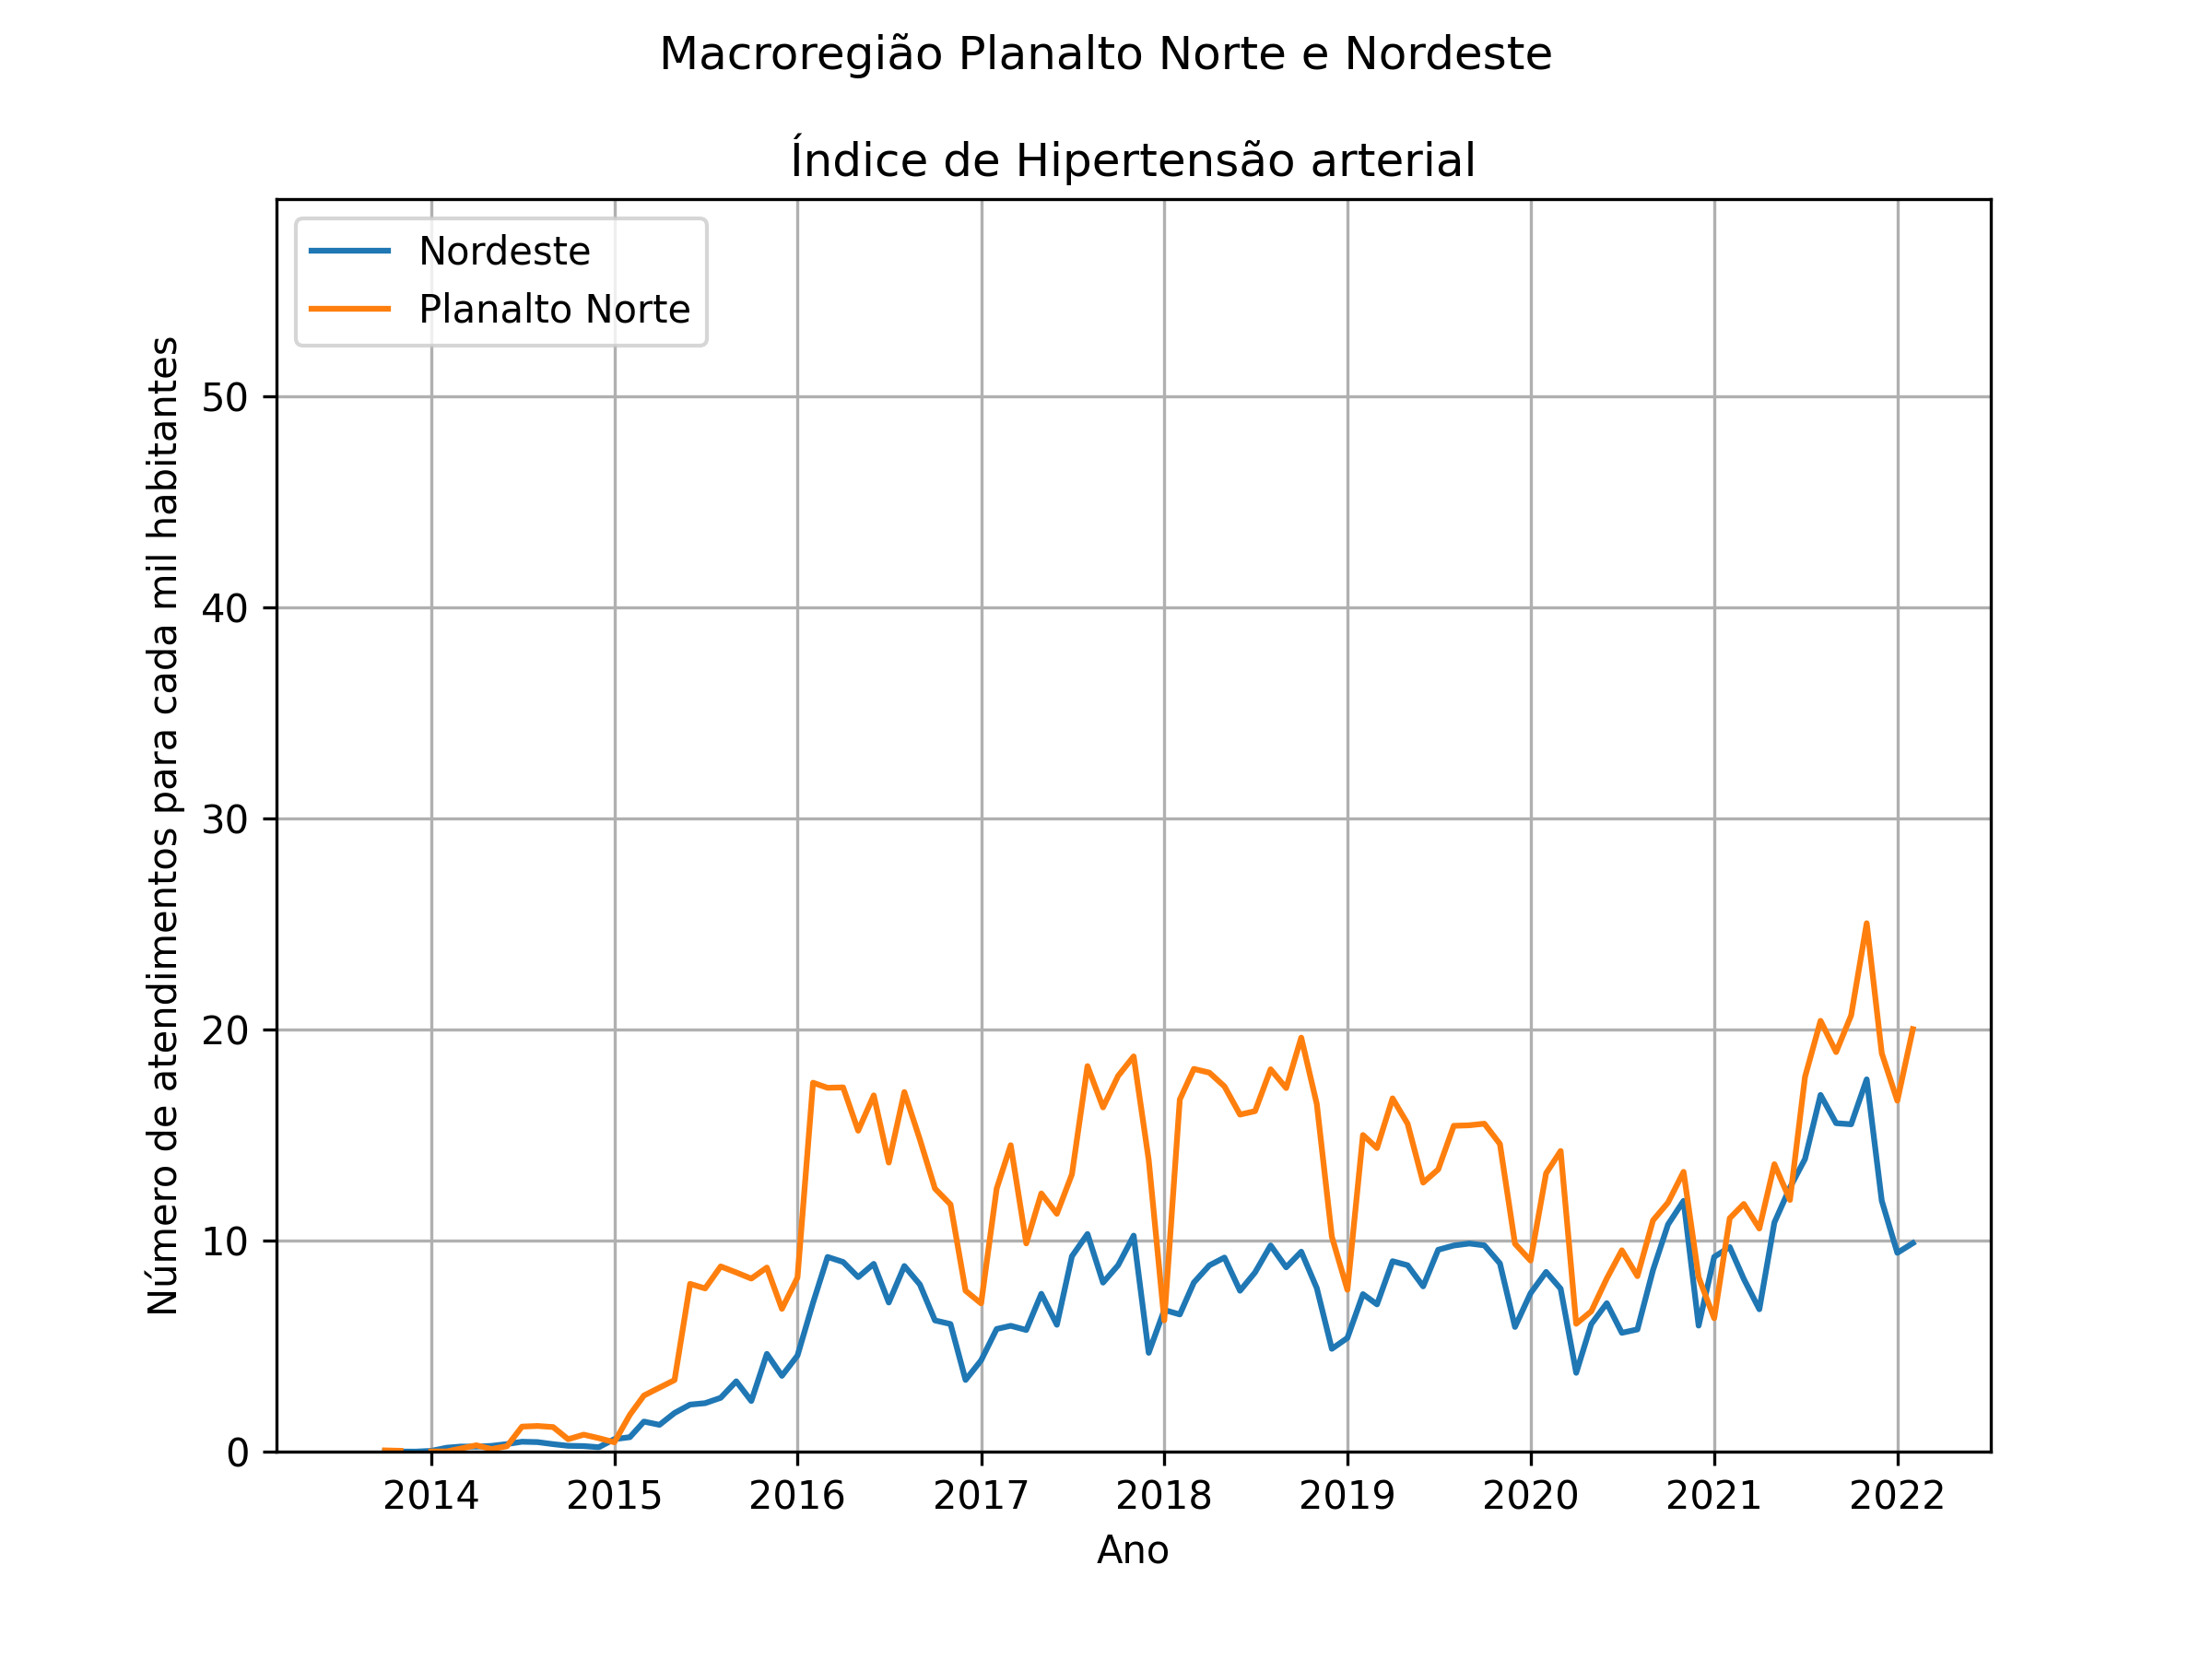 Macroregião Planalto Norte e Nordeste
Índice de Hipertensão arterial
Nordeste
Planalto Norte
Número de atendimentos para cada mil habitantes
50
40
30
20
10
0
2014 2015 2016 2017 2018 2019 2020 2021 2022
Ano